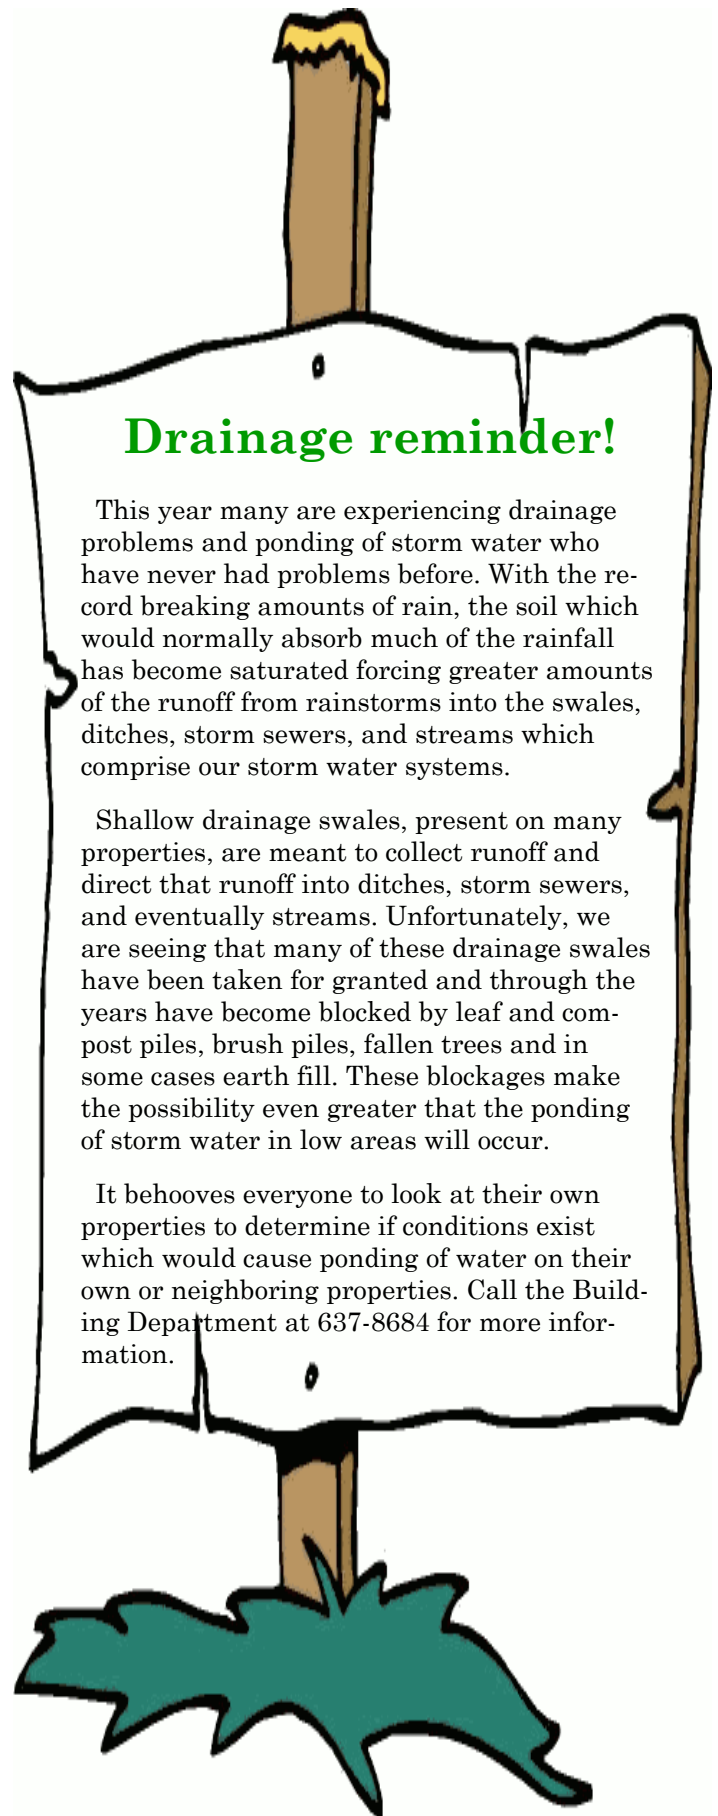 Drainage reminder!
This year many are experiencing drainage
problems and ponding of storm water who
have never had problems before. With the re-
cord breaking amounts of rain, the soil which
would normally absorb much of the rainfall
has become saturated forcing greater amounts
of the runoff from rainstorms into the swales,
ditches, storm sewers, and streams which
comprise our storm water systems.
Shallow drainage swales, present on many
properties, are meant to collect runoff and
direct that runoff into ditches, storm sewers,
and eventually streams. Unfortunately, we
are seeing that many of these drainage swales
have been taken for granted and through the
years have become blocked by leaf and com-
post piles, brush piles, fallen trees and in
some cases earth fill. These blockages make
the possibility even greater that the ponding
of storm water in low areas will occur.
It behooves everyone to look at their own
properties to determine if conditions exist
which would cause ponding of water on their
own or neighboring properties. Call the Build-
ing Department at 637-8684 for more infor-
mation.